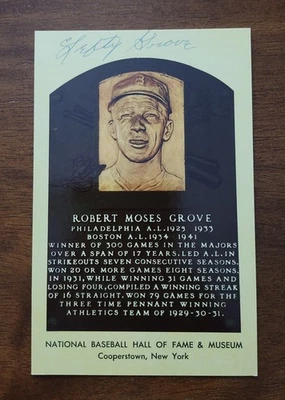 Lefty Grove
ROBERT MOSES GROVE
PHILADELPHIA A.L.1925 1933
BOSTON A.L.1934 1941
WINNER OF 300 GAMES IN THE MAJORS
OVER A SPAN OF 17 YEARS. LED A.L. IN
STRIKEOUTS SEVEN CONSECUTIVE SEASONS.
WON 20 OR MORE GAMES EIGHT SEASONS.
IN 1931, WHILE WINNING 31 GAMES AND
LOSING FOUR, COMPILED A WINNING STREAK
OF 16 STRAIGHT. WON 79 GAMES FOR THE
THREE TIME PENNANT WINNING
ATHLETICS TEAM OF 1929-30-31.
NATIONAL BASEBALL HALL OF FAME & MUSEUM
Cooperstown, New York